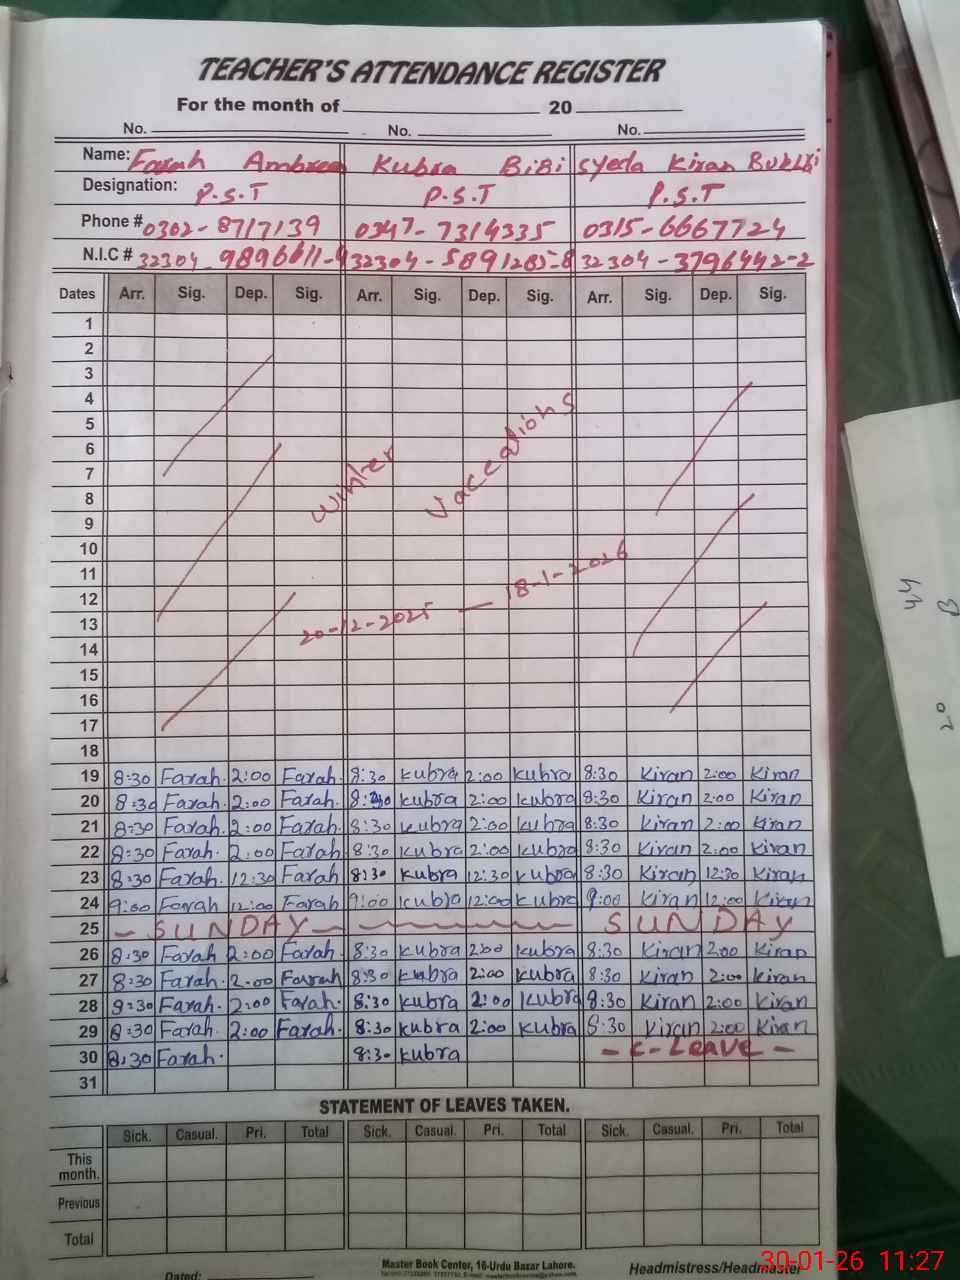 TEACHER'S ATTENDANCE REGISTER
For the month of 20
No. No. No.
Name: Farah Ambreen Kubra BiBi Syeda Kiran Bukhari
Designation: P.S.T P.S.T P.S.T
Phone # 0302-8717139 0347-7314335 0315-6667724
N.I.C # 32304-9896611-4 32304-5891285-8 32304-3796442-2
Dates Arr. Sig. Dep. Sig. Arr. Sig. Dep. Sig. Arr. Sig. Dep. Sig.
1
2
3
4
5
6
7
8
9
10
11
12
13
14
15
16
17
18
Winter Vaccations
20-12-2025 — 18-1-2026
19 8:30 Farah. 2:00 Farah. 8:30 Kubra 2:00 Kubra 8:30 Kiran 2:00 Kiran
20 8:30 Farah. 2:00 Farah. 8:30 Kubra 2:00 Kubra 8:30 Kiran 2:00 Kiran
21 8:30 Farah. 2:00 Farah. 8:30 Kubra 2:00 Kubra 8:30 Kiran 2:00 Kiran
22 8:30 Farah. 2:00 Farah. 8:30 Kubra 2:00 Kubra 8:30 Kiran 2:00 Kiran
23 8:30 Farah. 12:30 Farah 8:30 Kubra 12:30 Kubra 8:30 Kiran 12:30 Kiran
24 9:00 Farah 12:00 Farah 9:00 Kubra 12:00 Kubra 9:00 Kiran 12:00 Kiran
25 - SUNDAY - SUNDAY
26 8:30 Farah 2:00 Farah. 8:30 Kubra 2:00 Kubra 8:30 Kiran 2:00 Kiran
27 8:30 Farah. 2:00 Farah 8:30 Kubra 2:00 Kubra 8:30 Kiran 2:00 Kiran
28 8:30 Farah. 2:00 Farah. 8:30 Kubra 2:00 Kubra 8:30 Kiran 2:00 Kiran
29 8:30 Farah. 2:00 Farah. 8:30 Kubra 2:00 Kubra 8:30 Kiran 2:00 Kiran
30 8:30 Farah. 8:30 Kubra - C-Leave -
31
STATEMENT OF LEAVES TAKEN.
Sick. Casual. Pri. Total Sick. Casual. Pri. Total Sick. Casual. Pri. Total
This month.
Previous
Total
Master Book Center, 16-Urdu Bazar Lahore.
Dated: Headmistress/Headmaster
30-01-26 11:27